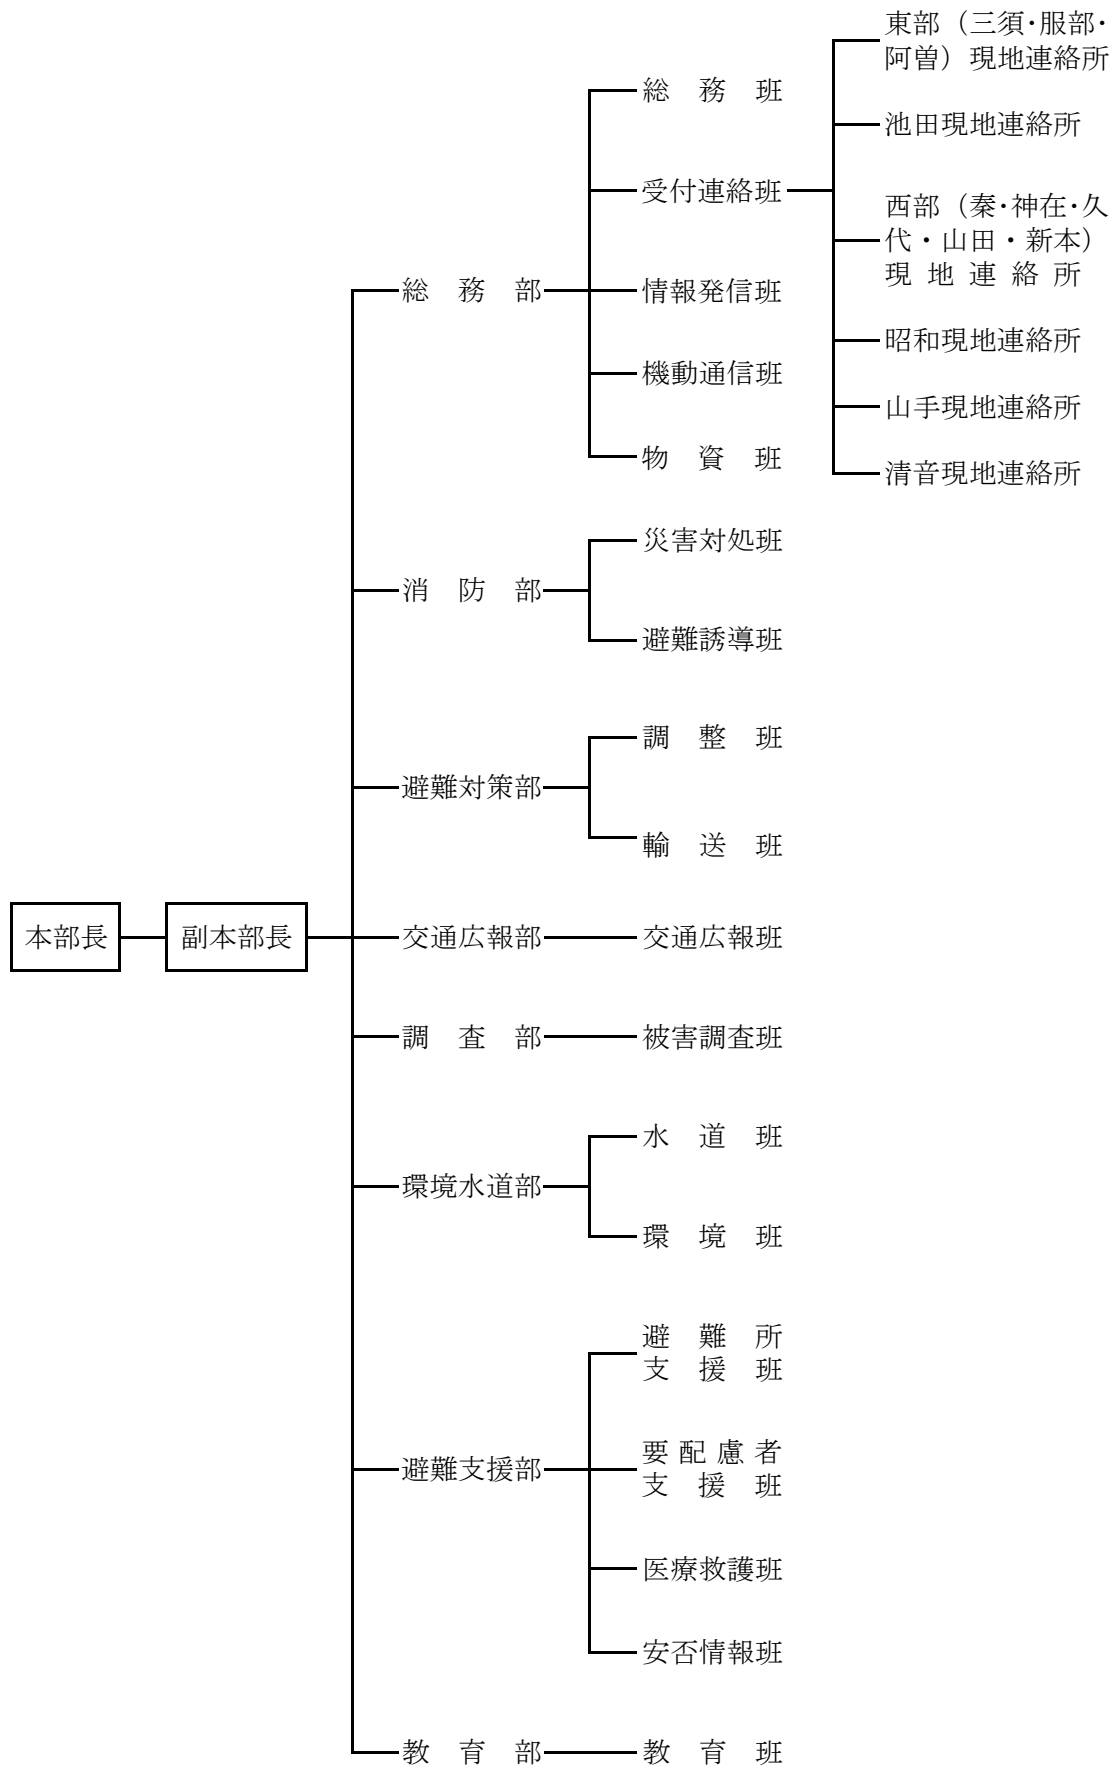 本部長
副本部長
総務部
総務班
受付連絡班
東部（三須・服部・
阿曽）現地連絡所
池田現地連絡所
西部（秦・神在・久
代・山田・新本）
現地連絡所
昭和現地連絡所
山手現地連絡所
清音現地連絡所
情報発信班
機動通信班
物資班
消防部
災害対処班
避難誘導班
避難対策部
調整班
輸送班
交通広報部
交通広報班
調査部
被害調査班
環境水道部
水道班
環境班
避難支援部
避難所
支援班
要配慮者
支援班
医療救護班
安否情報班
教育部
教育班